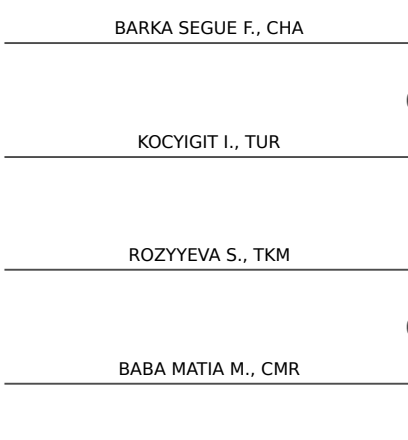 BARKA SEGUE F., CHA
KOCYIGIT I., TUR
ROZYYEVA S., TKM
BABA MATIA M., CMR